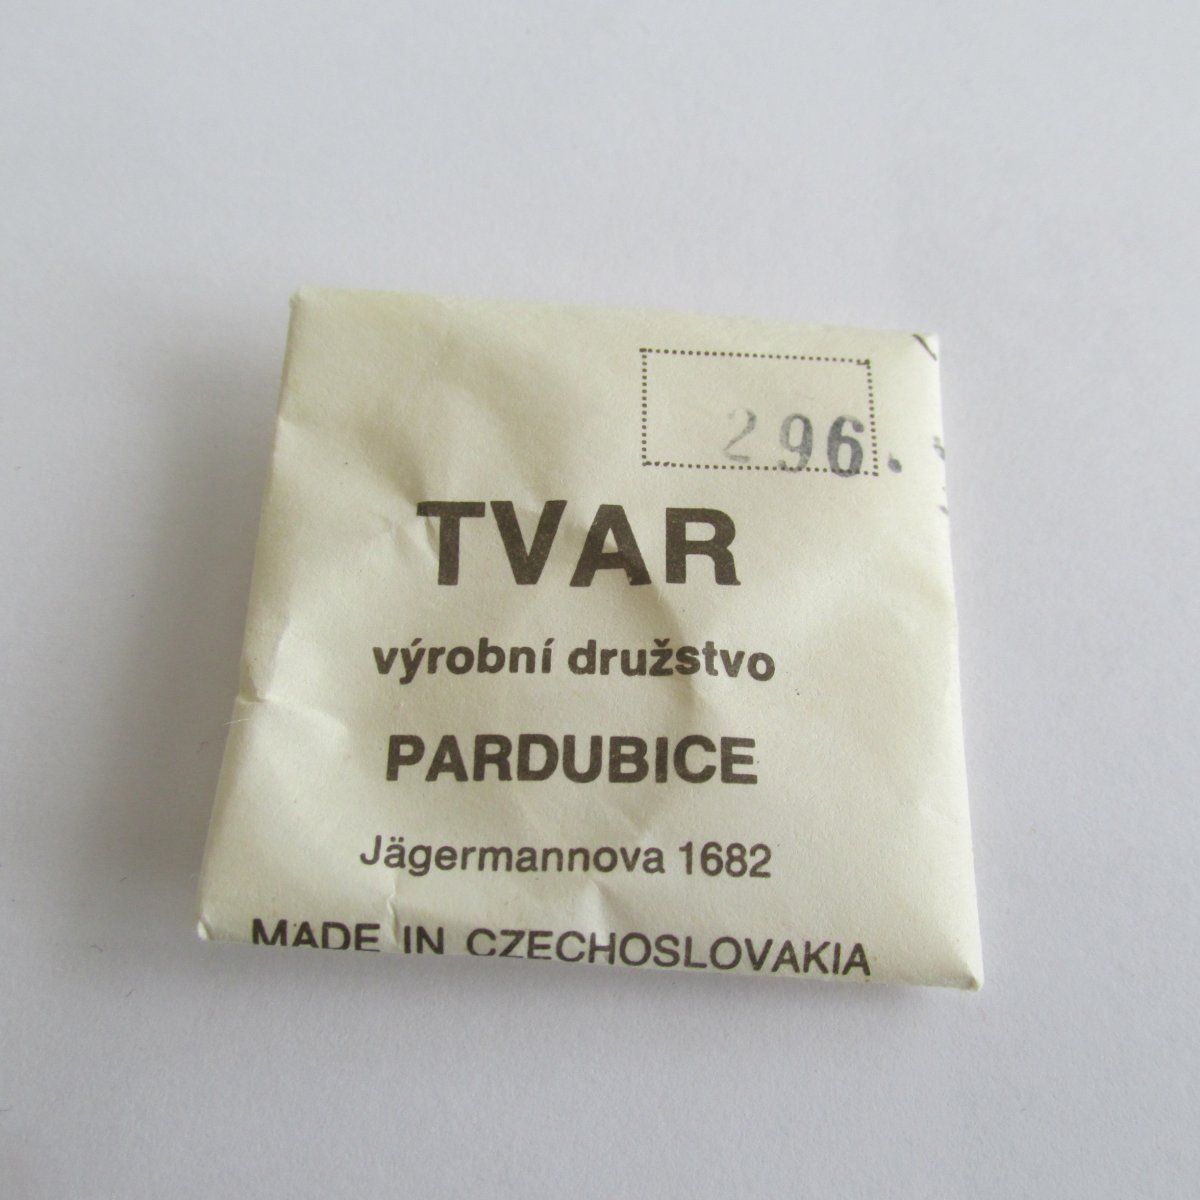 296.
TVAR
výrobní družstvo
PARDUBICE
Jägermannova 1682
MADE IN CZECHOSLOVAKIA